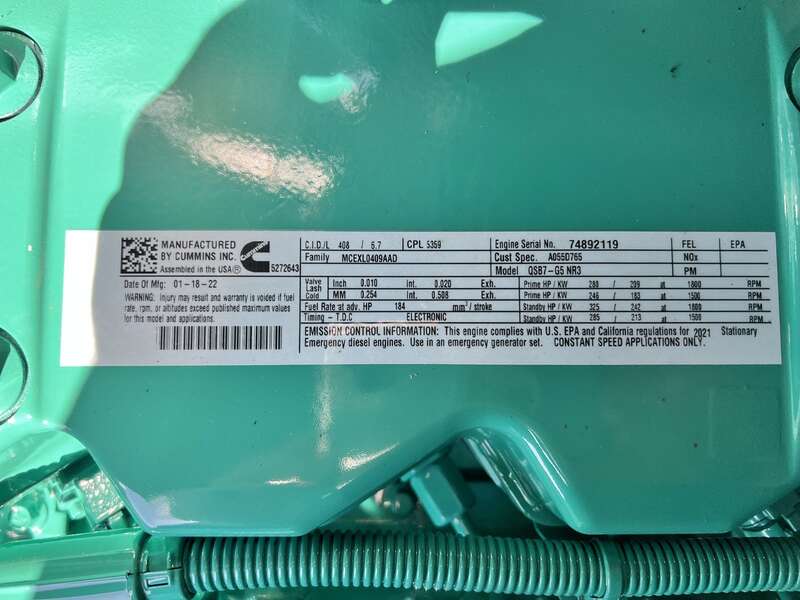 MANUFACTURED
BY CUMMINS INC.
Assembled in the USA ®
Cummins
5272643
Date Of Mfg: 01-18-22
WARNING: Injury may result and warranty is voided if fuel
rate, rpm, or altitudes exceed published maximum values
for this model and applications.
C.I.D./L 408 / 6.7 CPL 5359 Engine Serial No. 74892119 FEL EPA
Family MCEXL0409AAD Cust Spec. A055D765 NOx
Model QSB7-G5 NR3 PM
Valve Lash Cold
Inch 0.010 Int. 0.020 Exh. Prime HP / KW 280 / 209 at 1800 RPM
MM 0.254 Int. 0.508 Exh. Prime HP / KW 246 / 183 at 1500 RPM
Fuel Rate at adv. HP 184 mm³ / stroke Standby HP / KW 325 / 242 at 1800 RPM
Timing - T.D.C ELECTRONIC Standby HP / KW 285 / 213 at 1500 RPM
EMISSION CONTROL INFORMATION: This engine complies with U.S. EPA and California regulations for 2021 Stationary
Emergency diesel engines. Use in an emergency generator set. CONSTANT SPEED APPLICATIONS ONLY.